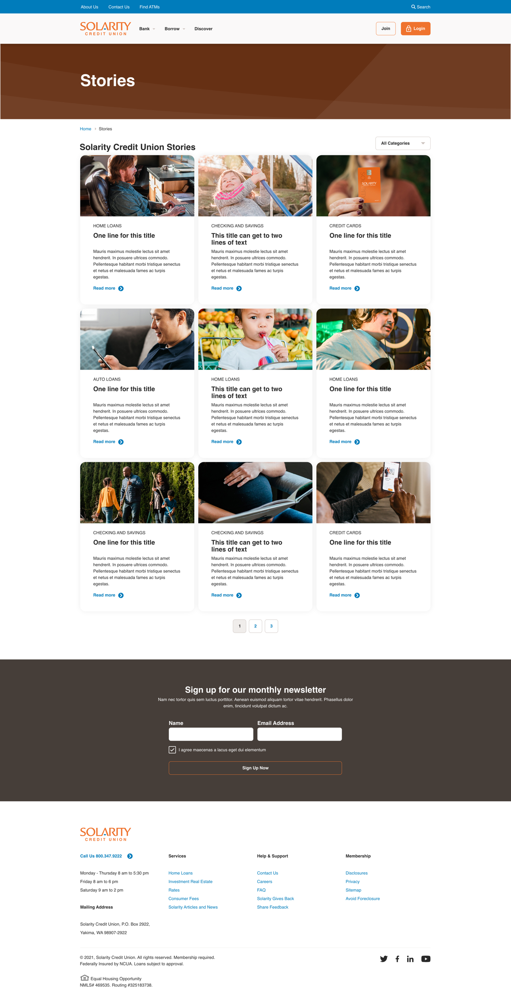 About Us
Contact Us
Find ATMs
Search
SOLARITY
CREDIT UNION
Bank
Borrow
Discover
Join
Login
Stories
Home
Stories
Solarity Credit Union Stories
All Categories
SOLARITY
CREDIT UNION
HOME LOANS
One line for this title
Mauris maximus molestie lectus sit amet
hendrerit. In posuere ultrices commodo.
Pellentesque habitant morbi tristique senectus
et netus et malesuada fames ac turpis
egestas.
Read more
CHECKING AND SAVINGS
This title can get to two
lines of text
Mauris maximus molestie lectus sit amet
hendrerit. In posuere ultrices commodo.
Pellentesque habitant morbi tristique senectus
et netus et malesuada fames ac turpis
egestas.
Read more
CREDIT CARDS
One line for this title
Mauris maximus molestie lectus sit amet
hendrerit. In posuere ultrices commodo.
Pellentesque habitant morbi tristique senectus
et netus et malesuada fames ac turpis
egestas.
Read more
AUTO LOANS
One line for this title
Mauris maximus molestie lectus sit amet
hendrerit. In posuere ultrices commodo.
Pellentesque habitant morbi tristique senectus
et netus et malesuada fames ac turpis
egestas.
Read more
HOME LOANS
This title can get to two
lines of text
Mauris maximus molestie lectus sit amet
hendrerit. In posuere ultrices commodo.
Pellentesque habitant morbi tristique senectus
et netus et malesuada fames ac turpis
egestas.
Read more
HOME LOANS
One line for this title
Mauris maximus molestie lectus sit amet
hendrerit. In posuere ultrices commodo.
Pellentesque habitant morbi tristique senectus
et netus et malesuada fames ac turpis
egestas.
Read more
CHECKING AND SAVINGS
One line for this title
Mauris maximus molestie lectus sit amet
hendrerit. In posuere ultrices commodo.
Pellentesque habitant morbi tristique senectus
et netus et malesuada fames ac turpis
egestas.
Read more
CHECKING AND SAVINGS
This title can get to two
lines of text
Mauris maximus molestie lectus sit amet
hendrerit. In posuere ultrices commodo.
Pellentesque habitant morbi tristique senectus
et netus et malesuada fames ac turpis
egestas.
Read more
CREDIT CARDS
One line for this title
Mauris maximus molestie lectus sit amet
hendrerit. In posuere ultrices commodo.
Pellentesque habitant morbi tristique senectus
et netus et malesuada fames ac turpis
egestas.
Read more
1
2
3
Sign up for our monthly newsletter
Nam nec tortor quis sem luctus porttitor. Aenean euismod aliquam tortor vitae hendrerit. Phasellus dolor
enim, tincidunt volutpat dictum ac.
Name
Email Address
I agree maecenas a lacus eget dui elementum
Sign Up Now
SOLARITY
CREDIT UNION
Call Us 800.347.9222
Monday - Thursday 8 am to 5:30 pm
Friday 8 am to 6 pm
Saturday 9 am to 2 pm
Mailing Address
Solarity Credit Union, P.O. Box 2922,
Yakima, WA 98907-2922
Services
Home Loans
Investment Real Estate
Rates
Consumer Fees
Solarity Articles and News
Help & Support
Contact Us
Careers
FAQ
Solarity Gives Back
Share Feedback
Membership
Disclosures
Privacy
Sitemap
Avoid Foreclosure
© 2021, Solarity Credit Union. All rights reserved. Membership required.
Federally Insured by NCUA. Loans subject to approval.
Equal Housing Opportunity
NMLS# 469535. Routing #325183738.